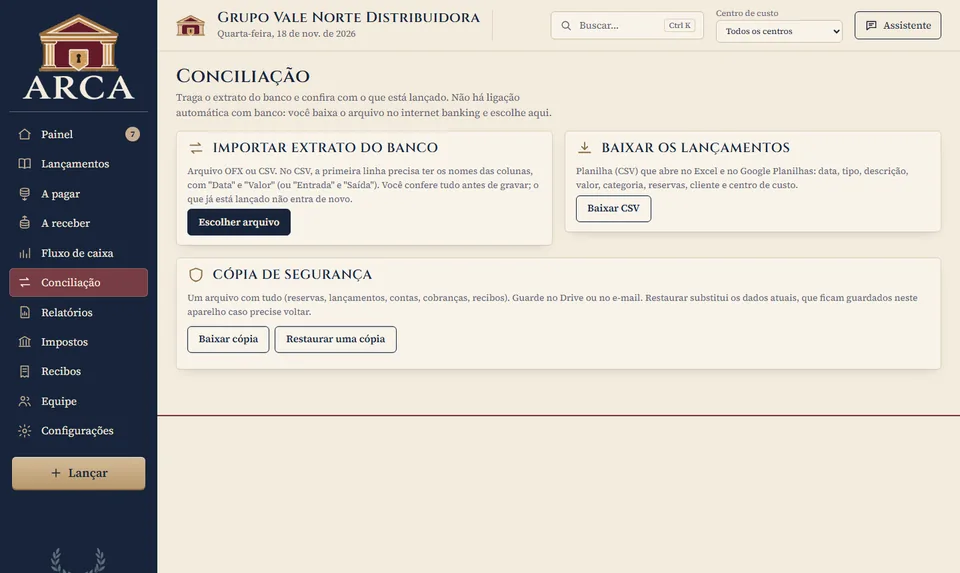 ARCA
Painel 7
Lançamentos
A pagar
A receber
Fluxo de caixa
Conciliação
Relatórios
Impostos
Recibos
Equipe
Configurações
+ Lançar
Grupo Vale Norte Distribuidora
Quarta-feira, 18 de nov. de 2026
Buscar... Ctrl K
Centro de custo
Todos os centros
Assistente
Conciliação
Traga o extrato do banco e confira com o que está lançado. Não há ligação
automática com banco: você baixa o arquivo no internet banking e escolhe aqui.
IMPORTAR EXTRATO DO BANCO
Arquivo OFX ou CSV. No CSV, a primeira linha precisa ter os nomes das colunas,
com "Data" e "Valor" (ou "Entrada" e "Saída"). Você confere tudo antes de gravar; o
que já está lançado não entra de novo.
Escolher arquivo
BAIXAR OS LANÇAMENTOS
Planilha (CSV) que abre no Excel e no Google Planilhas: data, tipo, descrição,
valor, categoria, reservas, cliente e centro de custo.
Baixar CSV
CÓPIA DE SEGURANÇA
Um arquivo com tudo (reservas, lançamentos, contas, cobranças, recibos). Guarde no Drive ou no e-mail. Restaurar substitui os dados atuais, que ficam guardados neste
aparelho caso precise voltar.
Baixar cópia
Restaurar uma cópia